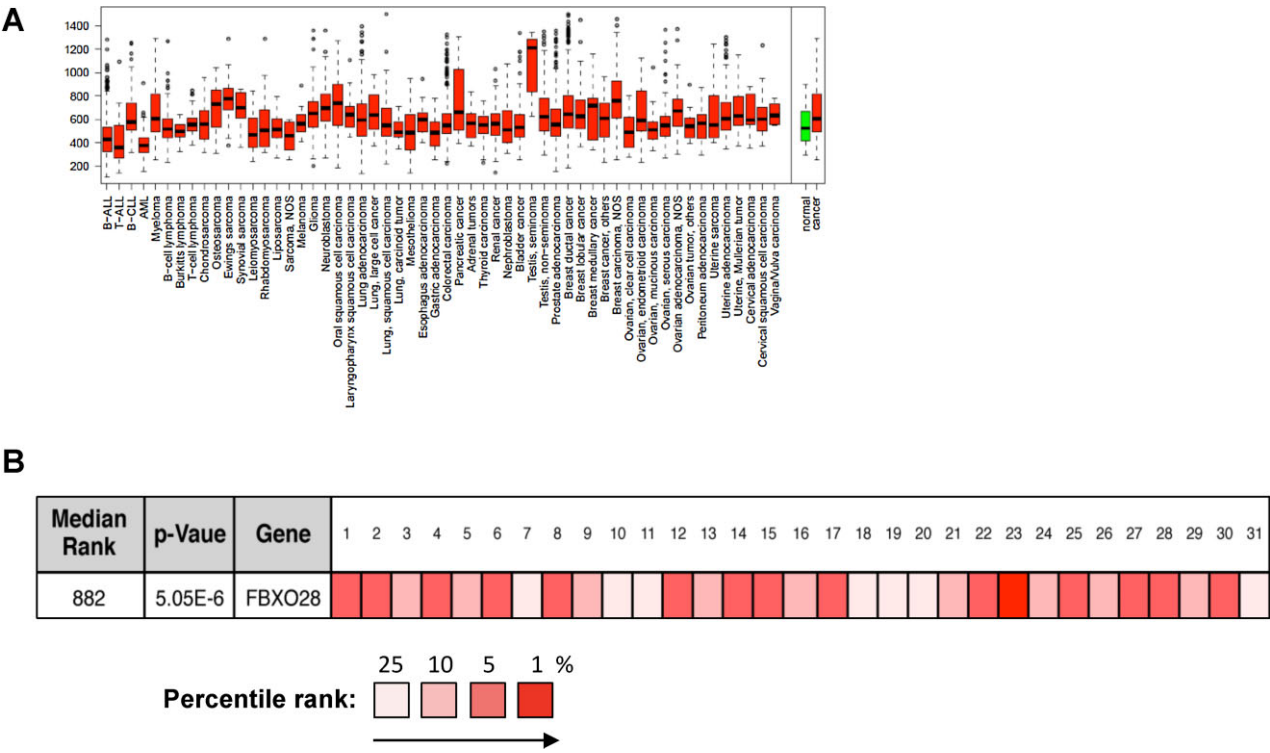 A
1400
1200
1000
800
600
400
200
B-ALL
T-ALL
B-CLL
AML
Myeloma
B-cell lymphoma
Burkitts lymphoma
T-cell lymphoma
Chondrosarcoma
Osteosarcoma
Ewings sarcoma
Synovial sarcoma
Leiomyosarcoma
Rhabdomyosarcoma
Liposarcoma
Sarcoma, NOS
Melanoma
Glioma
Neuroblastoma
Oral squamous cell carcinoma
Laryngopharynx squamous cell carcinoma
Lung adenocarcinoma
Lung, large cell cancer
Lung, squamous cell carcinoma
Lung, carcinoid tumor
Mesothelioma
Esophagus adenocarcinoma
Gastric adenocarcinoma
Colorectal carcinoma
Pancreatic cancer
Adrenal tumors
Thyroid carcinoma
Renal cancer
Nephroblastoma
Bladder cancer
Testis, seminoma
Testis, non-seminoma
Prostate adenocarcinoma
Breast ductal cancer
Breast lobular cancer
Breast medullary cancer
Breast cancer, others
Breast carcinoma, NOS
Ovarian, clear cell carcinoma
Ovarian, endometrioid carcinoma
Ovarian, mucinous carcinoma
Ovarian, serous carcinoma
Ovarian adenocarcinoma, NOS
Ovarian tumor, others
Peritoneum adenocarcinoma
Uterine sarcoma
Uterine adenocarcinoma
Uterine, Mullerian tumor
Cervical adenocarcinoma
Cervical squamous cell carcinoma
Vagina/Vulva carcinoma
normal
cancer
B
Median Rank p-Vaue Gene 1 2 3 4 5 6 7 8 9 10 11 12 13 14 15 16 17 18 19 20 21 22 23 24 25 26 27 28 29 30 31
882 5.05E-6 FBXO28
25 10 5 1 %
Percentile rank: